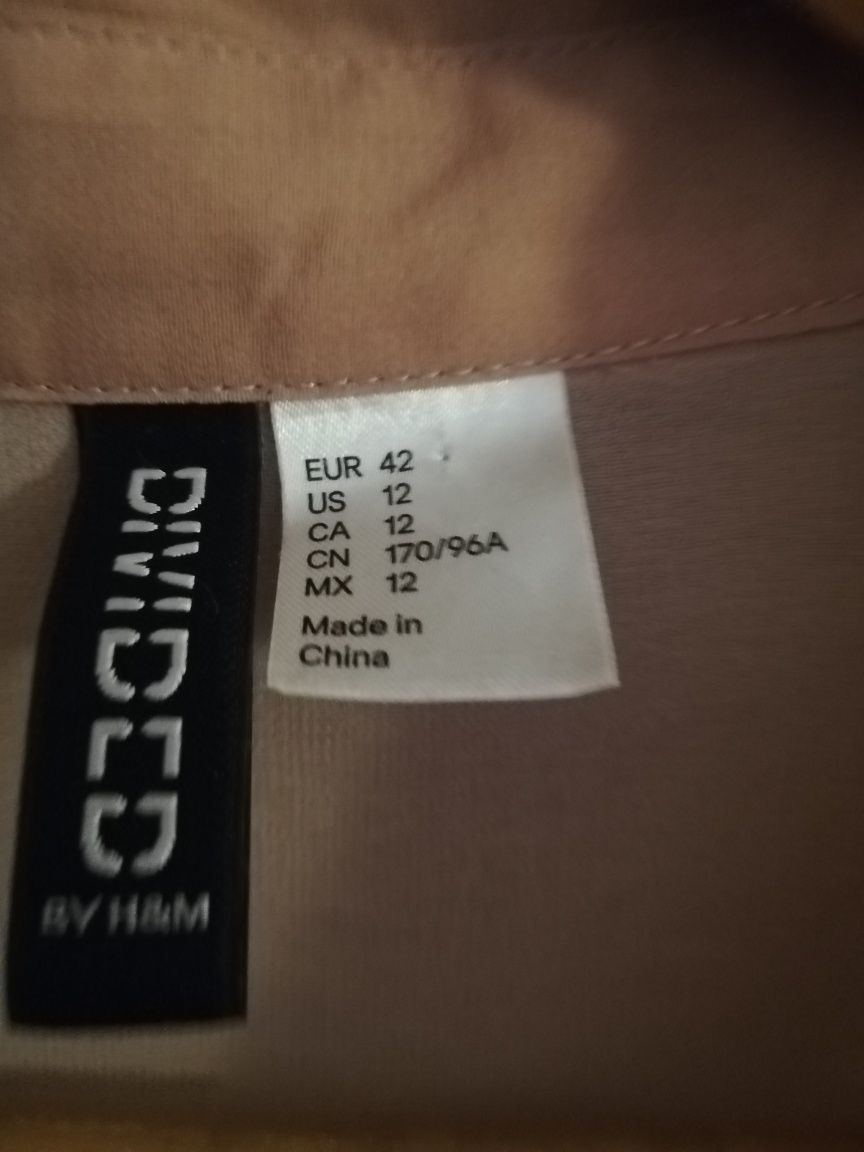 DIVIDED
BY H&M
EUR 42
US 12
CA 12
CN 170/96A
MX 12
Made in
China